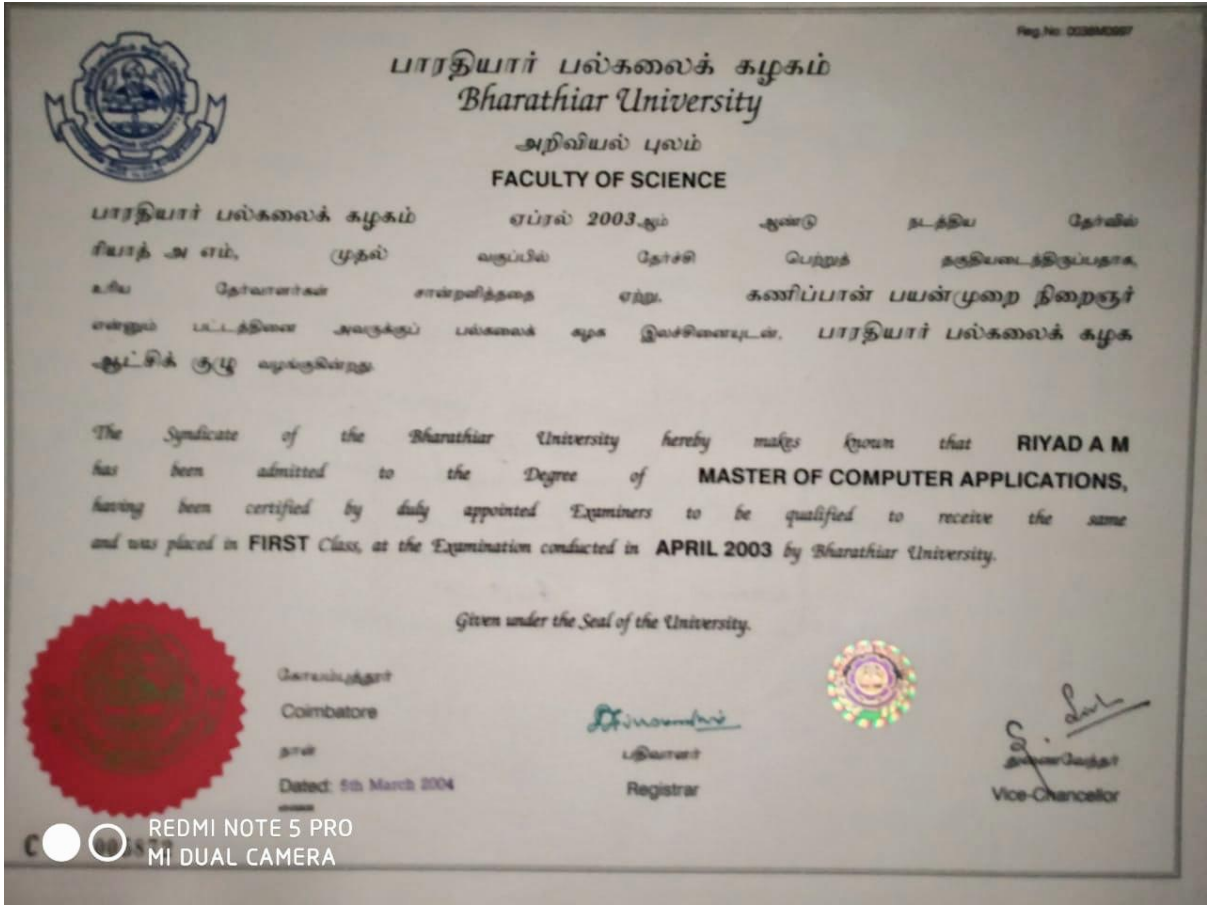 Reg.No. 0038M0997
பாரதியார் பல்கலைக் கழகம்
Bharathiar University
அறிவியல் புலம்
FACULTY OF SCIENCE
பாரதியார் பல்கலைக் கழகம் ஏப்ரல் 2003ஆம் ஆண்டு நடத்திய தேர்வில்
ரியாத் அ எம், முதல் வகுப்பில் தேர்ச்சி பெற்றுத் தகுதியடைந்திருப்பதாக,
உரிய தேர்வாளர்கள் சான்றளித்ததை ஏற்று, கணிப்பான் பயன்முறை நிறைஞர்
என்னும் பட்டத்தினை அவருக்குப் பல்கலைக் கழக இலச்சினையுடன், பாரதியார் பல்கலைக் கழக
ஆட்சிக் குழு வழங்குகின்றது.
The Syndicate of the Bharathiar University hereby makes known that RIYAD A M
has been admitted to the Degree of MASTER OF COMPUTER APPLICATIONS,
having been certified by duly appointed Examiners to be qualified to receive the same
and was placed in FIRST Class, at the Examination conducted in APRIL 2003 by Bharathiar University.
Given under the Seal of the University.
கோயம்புத்தூர்
Coimbatore
நாள்
Dated: 5th March 2004
பதிவாளர்
Registrar
துணைவேந்தர்
Vice-Chancellor
C
REDMI NOTE 5 PRO
MI DUAL CAMERA